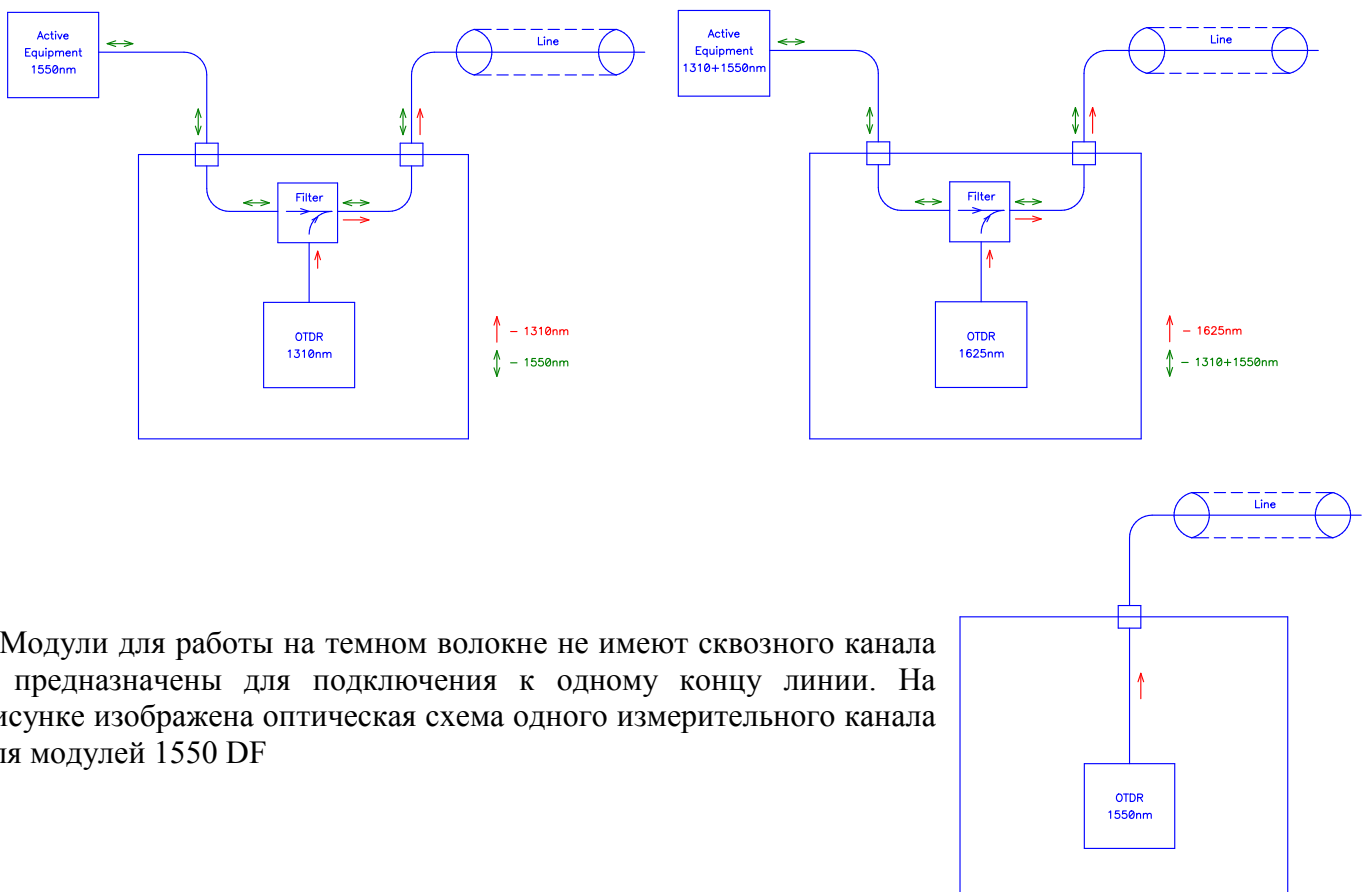 Active
Equipment
1550nm
Line
Filter
OTDR
1310nm
– 1310nm
– 1550nm
Active
Equipment
1310+1550nm
Line
Filter
OTDR
1625nm
– 1625nm
– 1310+1550nm
Line
OTDR
1550nm
Модули для работы на темном волокне не имеют сквозного канала
предназначены для подключения к одному концу линии. На
исунке изображена оптическая схема одного измерительного канала
ля модулей 1550 DF